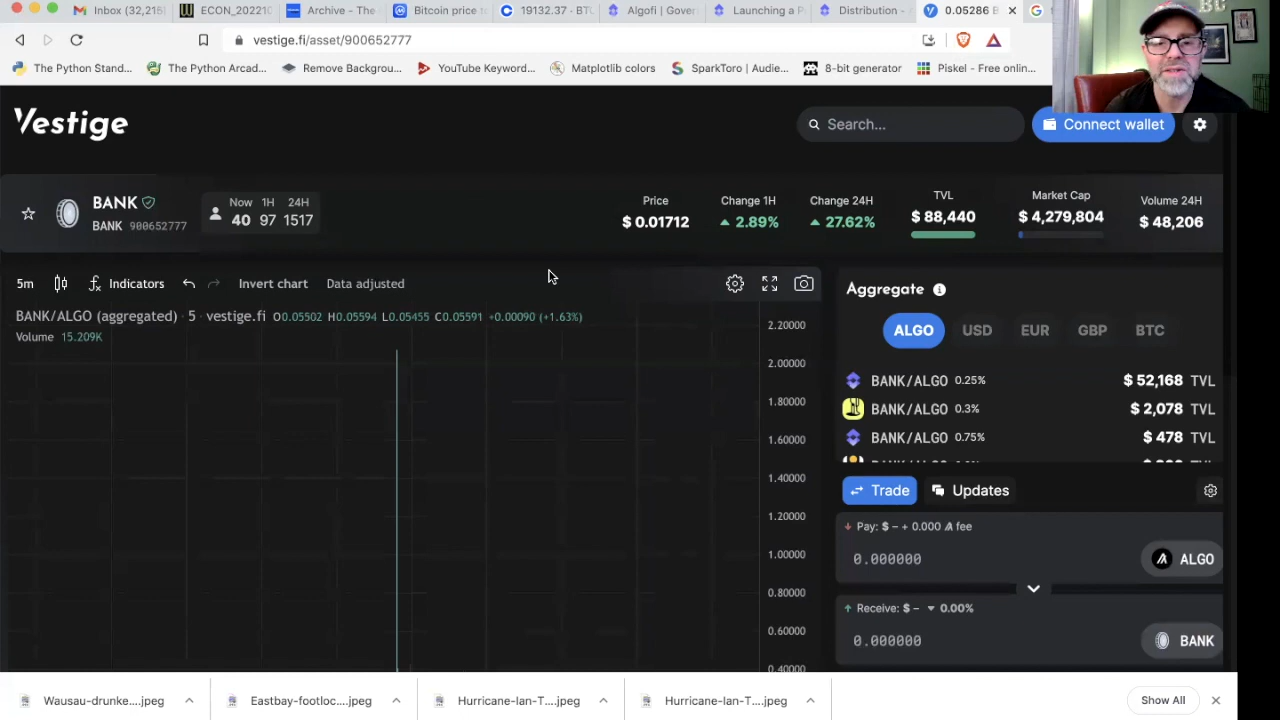 Inbox (32,216)
ECON_202210
Archive – The
Bitcoin price t
19132.37 - BTC
Algofi | Gover
Launching a P
Distribution -
0.05286 B
vestige.fi/asset/900652777
The Python Stand...
The Python Arcad...
Remove Backgrou...
YouTube Keyword...
Matplotlib colors
SparkToro | Audie...
8-bit generator
Piskel - Free onlin...
Vestige
Search...
Connect wallet
BANK
BANK 900652777
Now 1H 24H
40 97 1517
Price
$ 0.01712
Change 1H
2.89%
Change 24H
27.62%
TVL
$ 88,440
Market Cap
$ 4,279,804
Volume 24H
$ 48,206
5m
Indicators
Invert chart
Data adjusted
BANK/ALGO (aggregated) · 5 · vestige.fi O0.05502 H0.05594 L0.05455 C0.05591 +0.00090 (+1.63%)
Volume 15.209K
2.20000
2.00000
1.80000
1.60000
1.40000
1.20000
1.00000
0.80000
0.60000
0.40000
Aggregate
ALGO USD EUR GBP BTC
BANK/ALGO 0.25% $ 52,168 TVL
BANK/ALGO 0.3% $ 2,078 TVL
BANK/ALGO 0.75% $ 478 TVL
Trade
Updates
Pay: $ – + 0.000 fee
0.000000
ALGO
Receive: $ – 0.00%
0.000000
BANK
Wausau-drunke....jpeg
Eastbay-footloc....jpeg
Hurricane-Ian-T....jpeg
Hurricane-Ian-T....jpeg
Show All